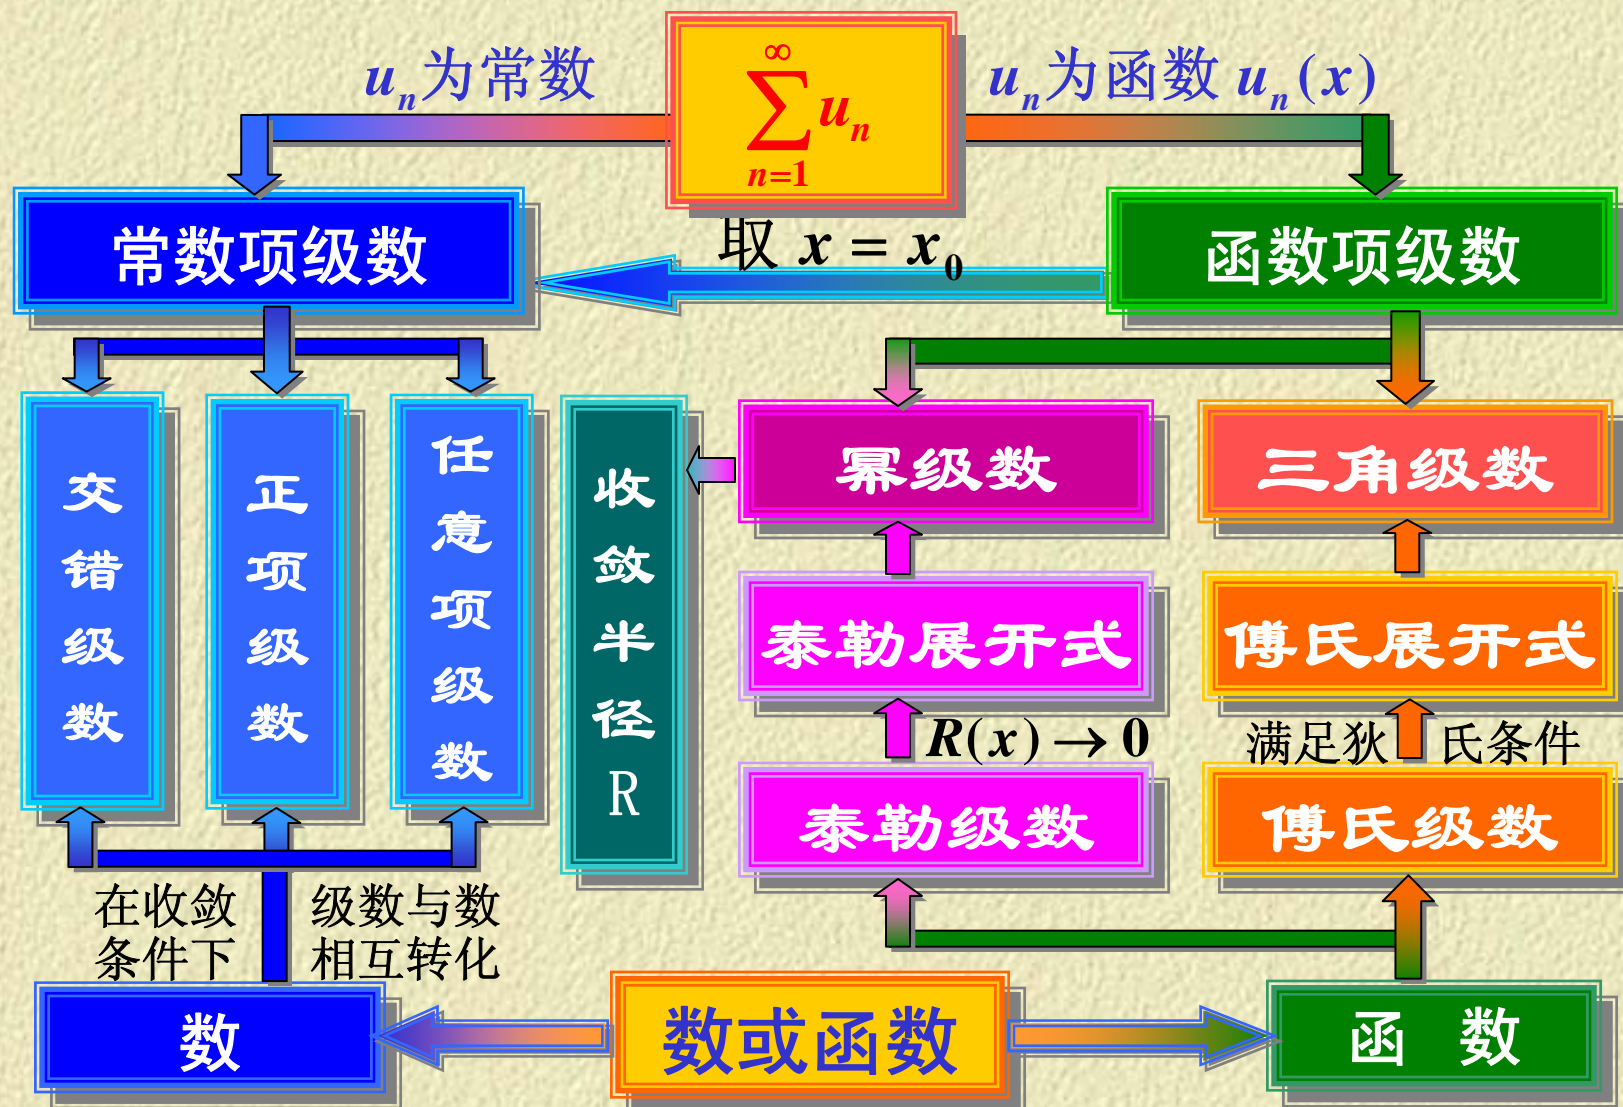 u_n为常数
∑_{n=1}^{∞} u_n
u_n为函数 u_n(x)
常数项级数
取 x = x_0
函数项级数
交错级数
正项级数
任意项级数
收敛半径R
幂级数
三角级数
泰勒展开式
傅氏展开式
R(x)→0
满足狄 氏条件
泰勒级数
傅氏级数
在收敛 级数与数
条件下 相互转化
数
数或函数
函 数